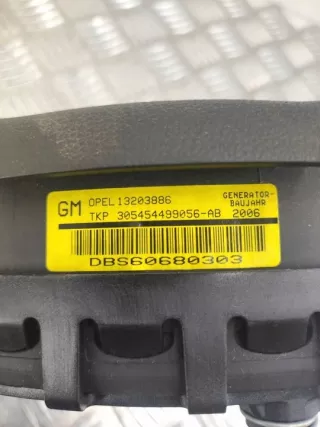 GM OPEL 13203886 GENERATOR-
BAUJAHR
TKP 305454499056-AB 2006
DBS60680303